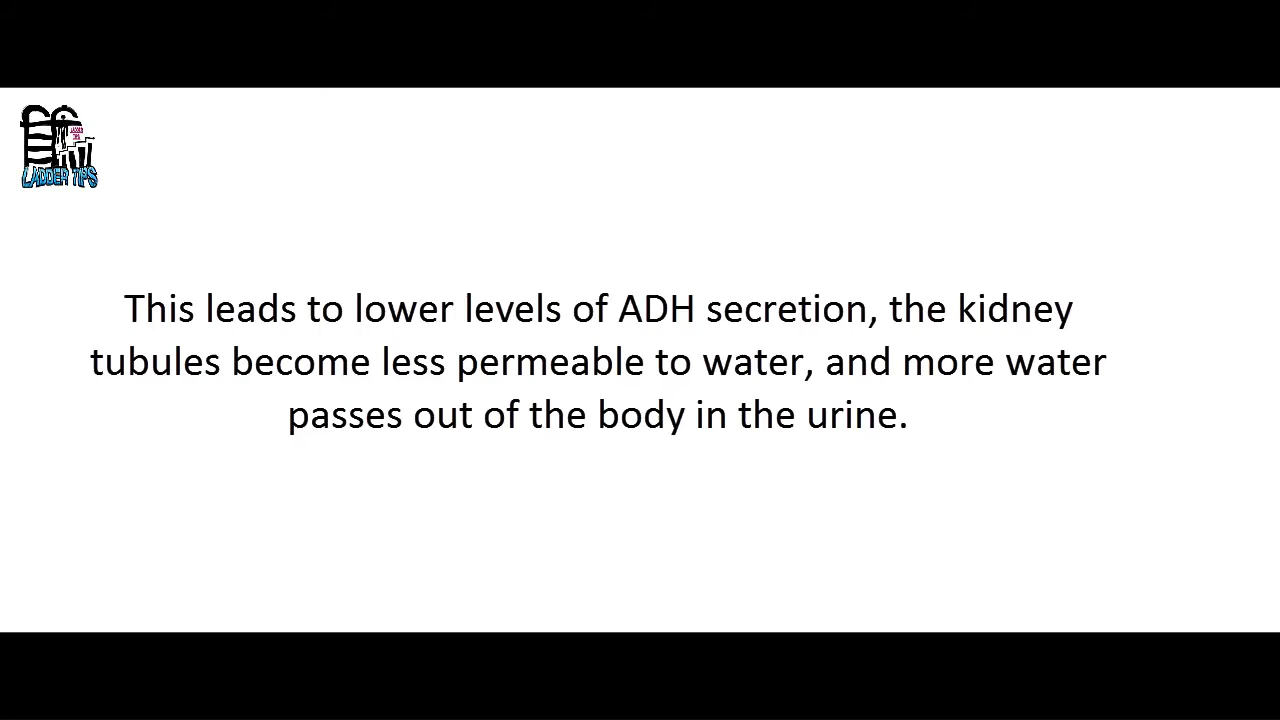 LADDER TIPS
This leads to lower levels of ADH secretion, the kidney
tubules become less permeable to water, and more water
passes out of the body in the urine.